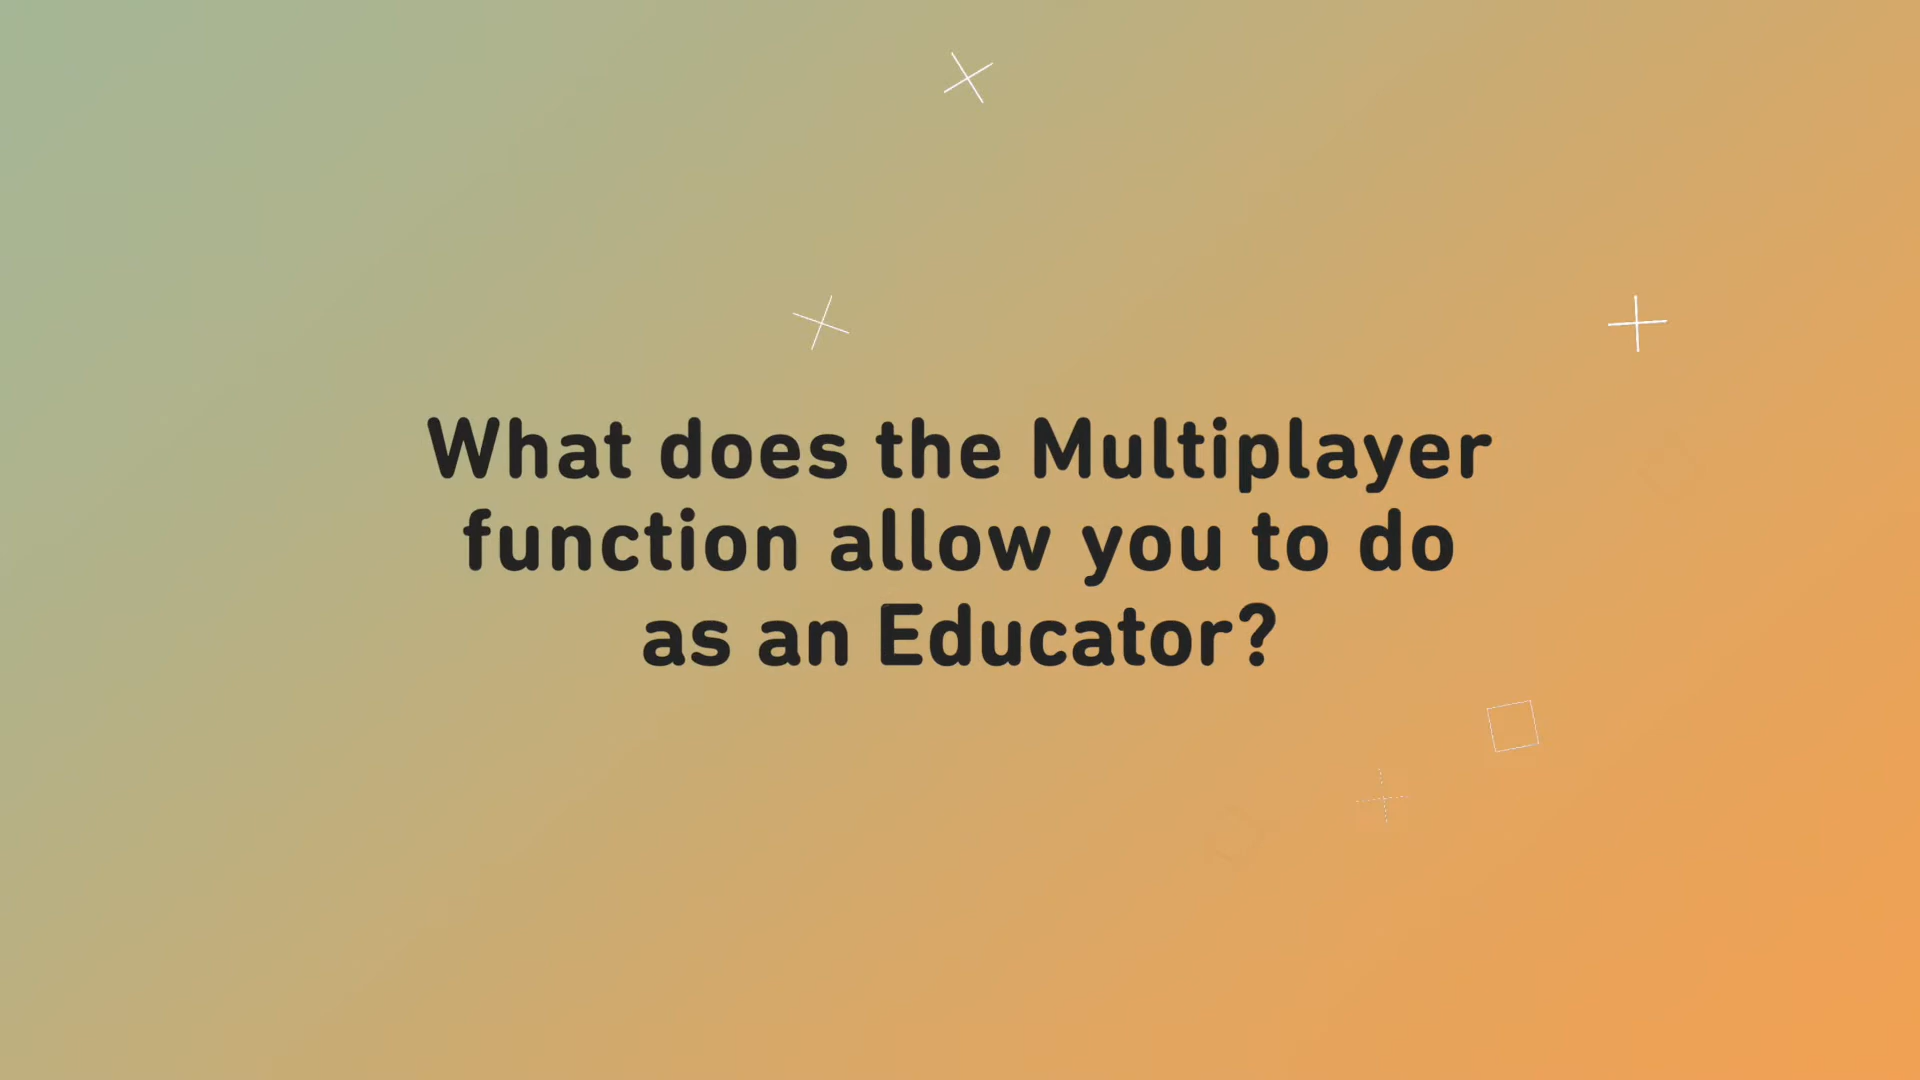 What does the Multiplayer
function allow you to do
as an Educator?